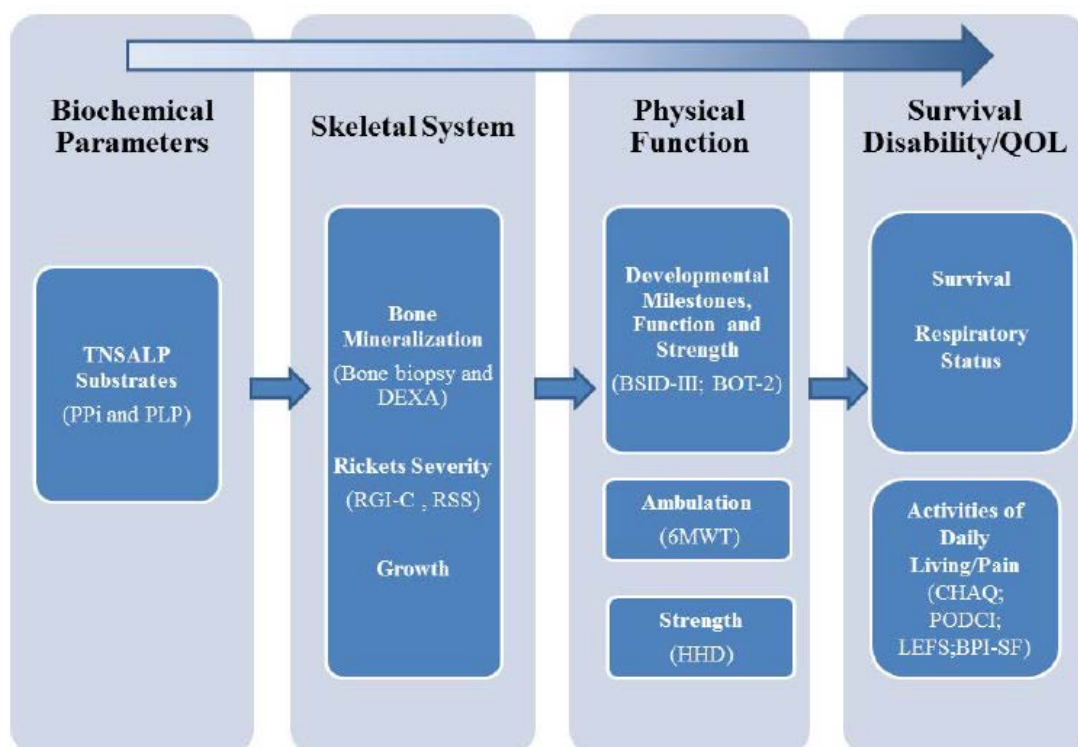 Biochemical
Parameters
TNSALP
Substrates
(PPi and PLP)
Skeletal System
Bone
Mineralization
(Bone biopsy and
DEXA)
Rickets Severity
(RGI-C , RSS)
Growth
Physical
Function
Developmental
Milestones,
Function and
Strength
(BSID-III; BOT-2)
Ambulation
(6MWT)
Strength
(HHD)
Survival
Disability/QOL
Survival
Respiratory
Status
Activities of
Daily
Living/Pain
(CHAQ;
PODCI;
LEFS;BPI-SF)